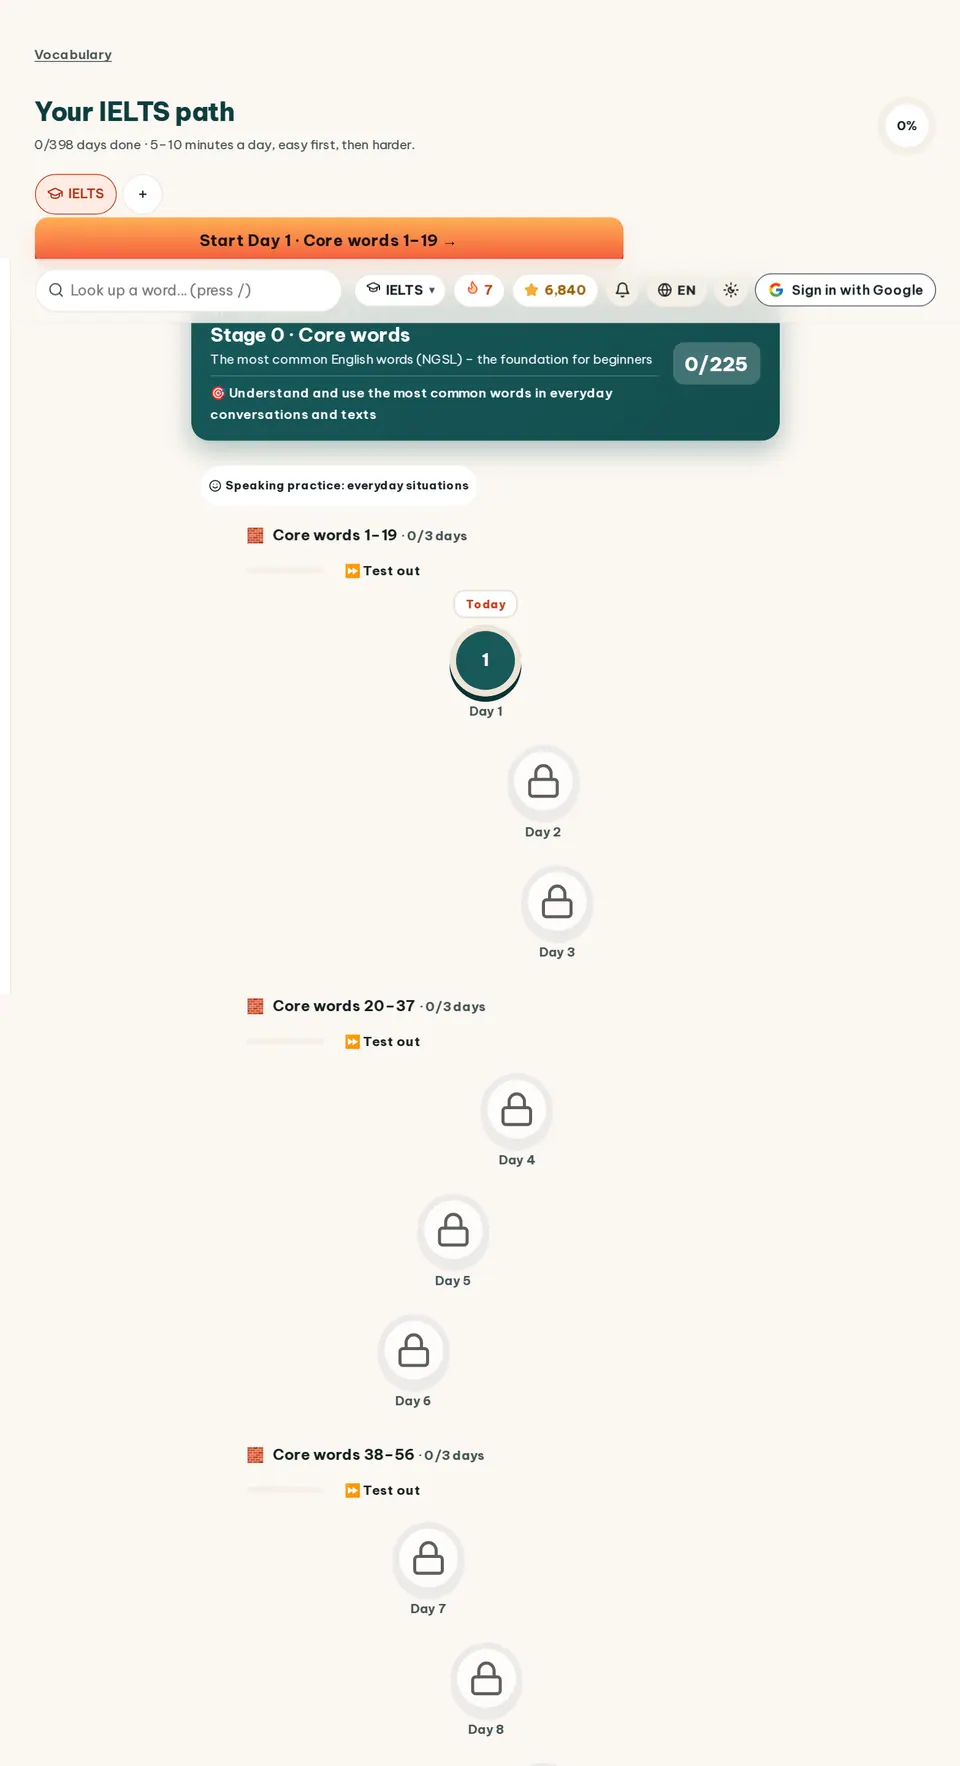 Vocabulary
Your IELTS path
0/398 days done · 5–10 minutes a day, easy first, then harder.
0%
IELTS
+
Start Day 1 · Core words 1–19 →
Look up a word... (press /)
IELTS ▾
7
6,840
EN
Sign in with Google
Stage 0 · Core words
The most common English words (NGSL) – the foundation for beginners
0/225
🎯 Understand and use the most common words in everyday
conversations and texts
Speaking practice: everyday situations
🧱 Core words 1–19 · 0/3 days
⏩ Test out
Today
1
Day 1
Day 2
Day 3
🧱 Core words 20–37 · 0/3 days
⏩ Test out
Day 4
Day 5
Day 6
🧱 Core words 38–56 · 0/3 days
⏩ Test out
Day 7
Day 8